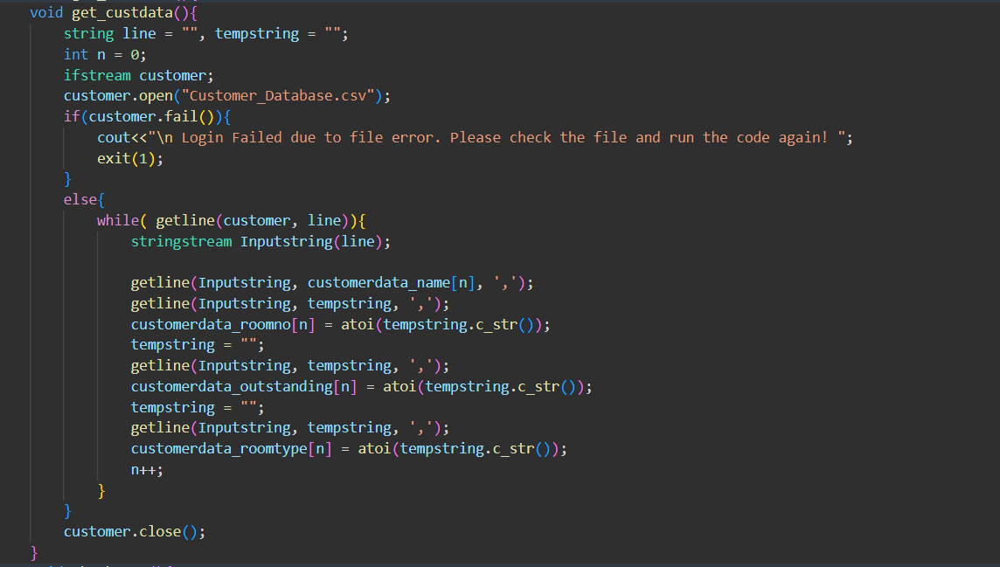 void get_custdata(){
    string line = "", tempstring = "";
    int n = 0;
    ifstream customer;
    customer.open("Customer_Database.csv");
    if(customer.fail()){
        cout<<"\n Login Failed due to file error. Please check the file and run the code again! ";
        exit(1);
    }
    else{
        while( getline(customer, line)){
            stringstream Inputstring(line);

            getline(Inputstring, customerdata_name[n], ',');
            getline(Inputstring, tempstring, ',');
            customerdata_roomno[n] = atoi(tempstring.c_str());
            tempstring = "";
            getline(Inputstring, tempstring, ',');
            customerdata_outstanding[n] = atoi(tempstring.c_str());
            tempstring = "";
            getline(Inputstring, tempstring, ',');
            customerdata_roomtype[n] = atoi(tempstring.c_str());
            n++;
        }
    }
    customer.close();
}